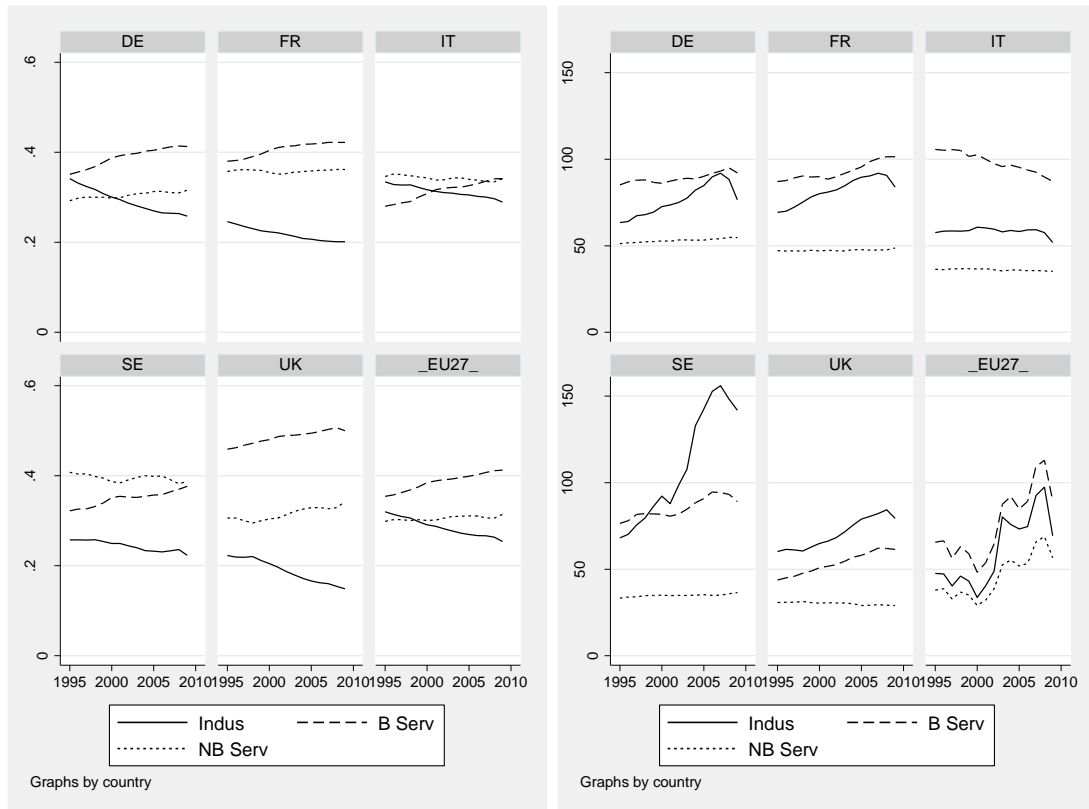 DE FR IT
.6
.4
.2
0
SE UK _EU27_
.6
.4
.2
0
1995 2000 2005 2010 1995 2000 2005 2010 1995 2000 2005 2010
Indus B Serv
NB Serv
Graphs by country
DE FR IT
150
100
50
0
SE UK _EU27_
150
100
50
0
1995 2000 2005 2010 1995 2000 2005 2010 1995 2000 2005 2010
Indus B Serv
NB Serv
Graphs by country